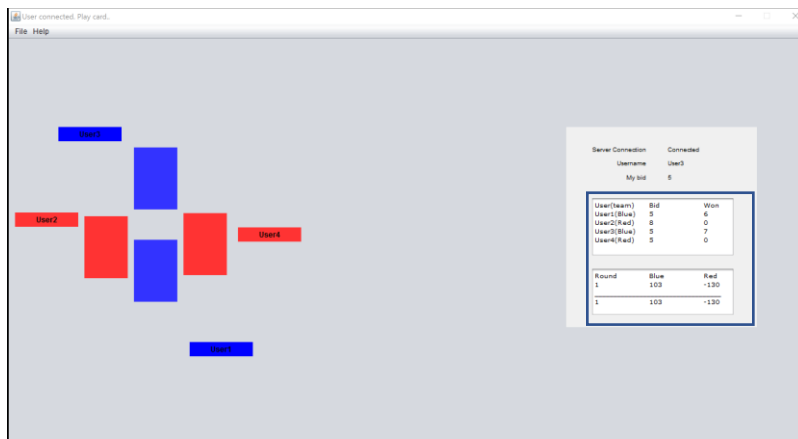 User connected. Play card.
File Help
Server Connection Connected
Username User3
My bid 5
User2
User4
User(team) Bid Won
User1(Blue) 5 6
User2(Red) 8 0
User3(Blue) 5 7
User4(Red) 5 0
Round Blue Red
1 103 -130
1 103 -130